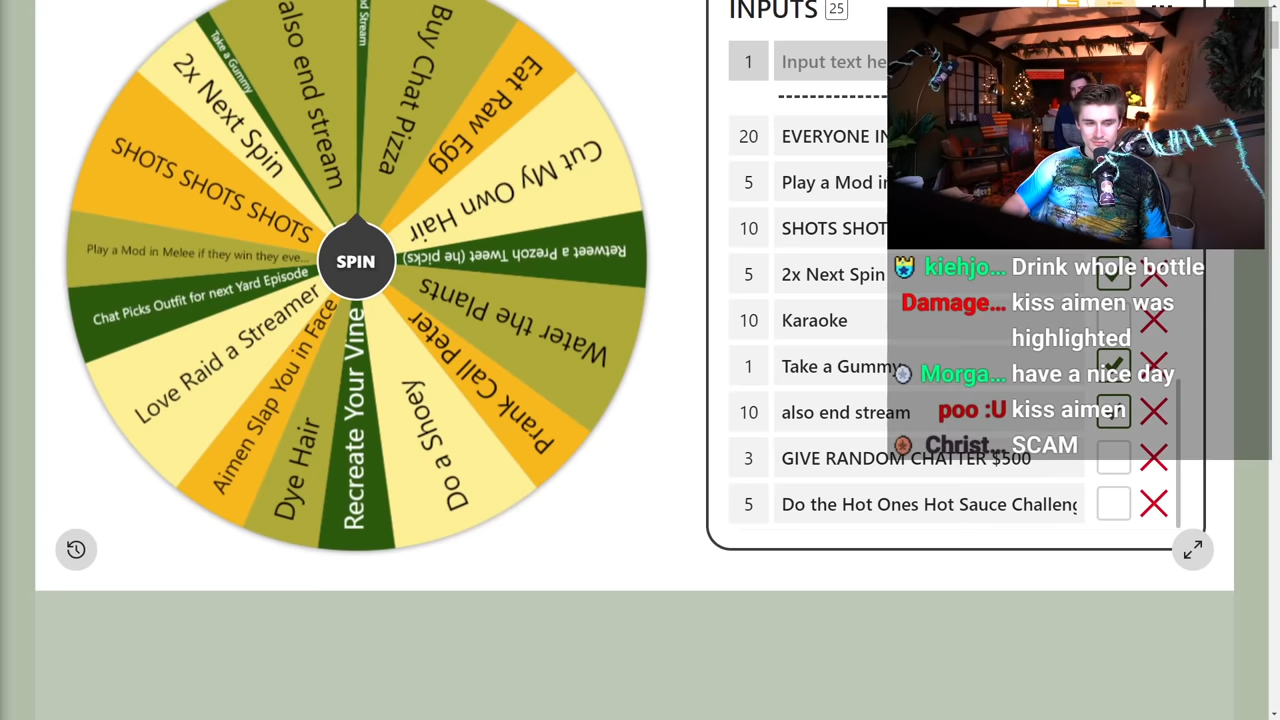 also end stream
d Stream
Buy Chat Pizza
Eat Raw Egg
Cut My Own Hair
Retweet a Prezoh Tweet (he picks)
Water the Plants
Prank Call Peter
Do a Shoey
Recreate Your Vine
Dye Hair
Aimen Slap You in Face
Love Raid a Streamer
Chat Picks Outfit for next Yard Episode
Play a Mod in Melee if they win they eve...
SHOTS SHOTS SHOTS
2x Next Spin
Take a Gummy
SPIN
INPUTS 25
1 Input text he
20 EVERYONE IN
5 Play a Mod in
10 SHOTS SHOT
5 2x Next Spin
10 Karaoke
1 Take a Gummy
10 also end stream
3 GIVE RANDOM CHATTER $500
5 Do the Hot Ones Hot Sauce Challeng
kiehjo... Drink whole bottle
Damage... kiss aimen was
highlighted
Morga... have a nice day
poo :U kiss aimen
Christ... SCAM